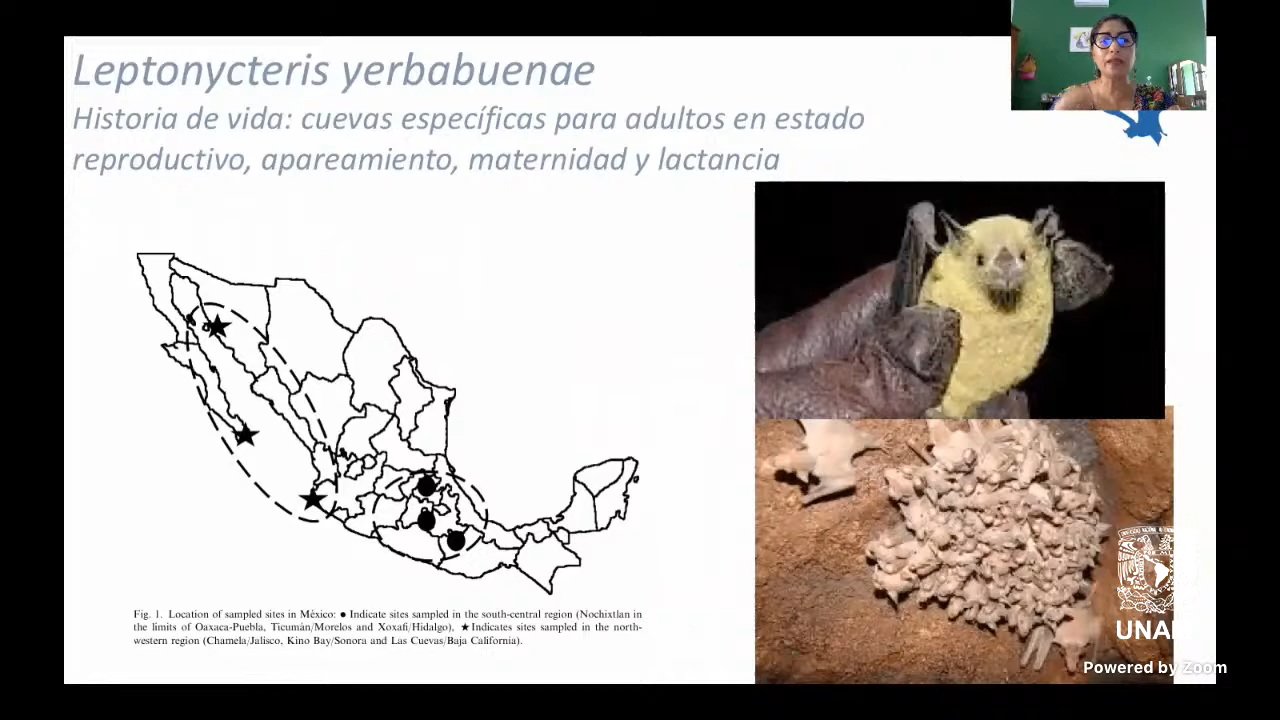 Leptonycteris yerbabuenae
Historia de vida: cuevas específicas para adultos en estado
reproductivo, apareamiento, maternidad y lactancia
Fig. 1. Location of sampled sites in México: ● Indicate sites sampled in the south-central region (Nochixtlan in
the limits of Oaxaca-Puebla, Ticumàn/Morelos and Xoxafi/Hidalgo), ★Indicates sites sampled in the north-
western region (Chamela/Jalisco, Kino Bay/Sonora and Las Cuevas/Baja California).
UNA
Powered by Zoom